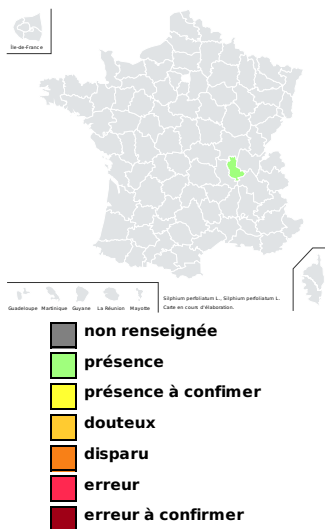 Île-de-France
Guadeloupe Martinique Guyane La Réunion Mayotte
Silphium perfoliatum L., Silphium perfoliatum L.
Carte en cours d'élaboration.
non renseignée
présence
présence à confimer
douteux
disparu
erreur
erreur à confirmer